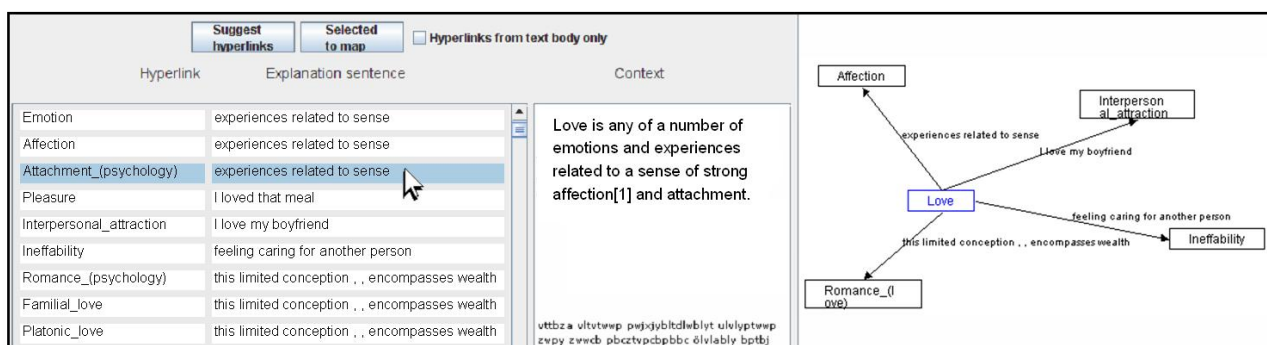 Suggest hyperlinks
Selected to map
Hyperlinks from text body only
Hyperlink Explanation sentence Context
Emotion experiences related to sense
Affection experiences related to sense
Attachment_(psychology) experiences related to sense
Pleasure I loved that meal
Interpersonal_attraction I love my boyfriend
Ineffability feeling caring for another person
Romance_(psychology) this limited conception , , encompasses wealth
Familial_love this limited conception , , encompasses wealth
Platonic_love this limited conception , , encompasses wealth
Love is any of a number of
emotions and experiences
related to a sense of strong
affection[1] and attachment.
Affection
Interperson
al_attraction
experiences related to sense
I love my boyfriend
Love
feeling caring for another person
Ineffability
this limited conception , , encompasses wealth
Romance_(l
ove)